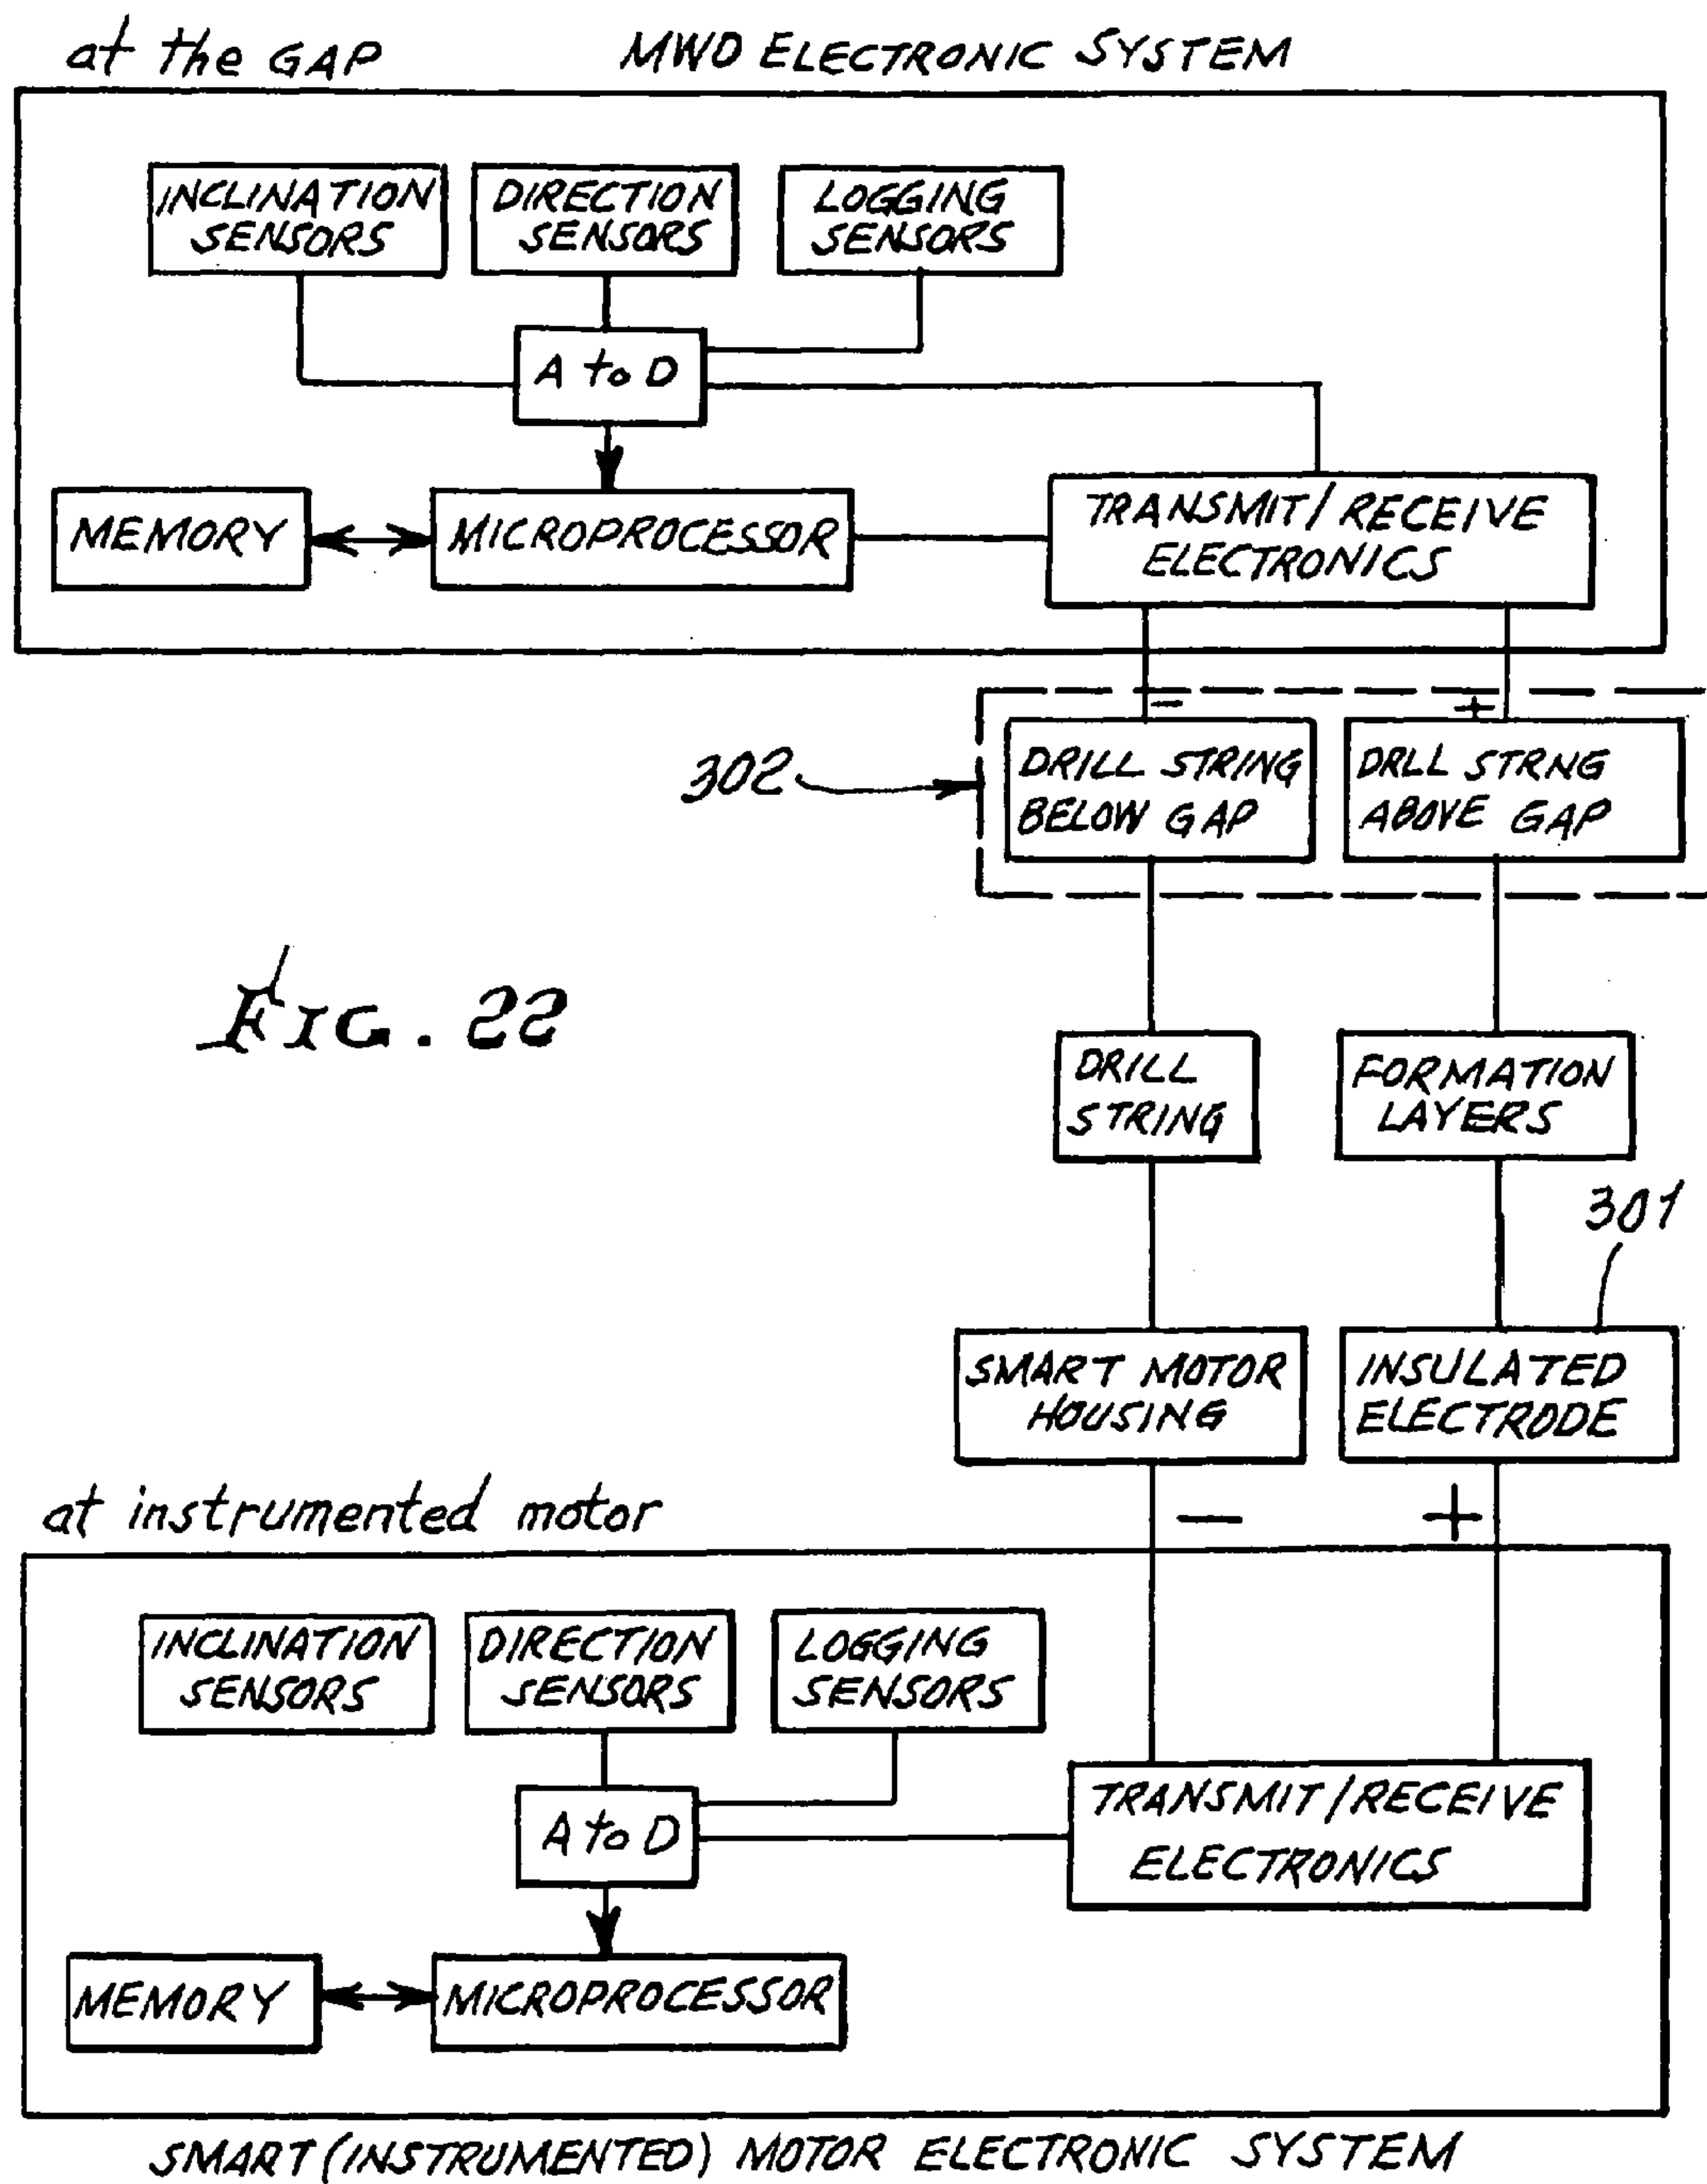 at the GAP MWD ELECTRONIC SYSTEM
INCLINATION
SENSORS
DIRECTION
SENSORS
LOGGING
SENSORS
A to D
MEMORY
MICROPROCESSOR
TRANSMIT/RECEIVE
ELECTRONICS
- +
302
DRILL STRING
BELOW GAP
DRLL STRNG
ABOVE GAP
FIG. 22
DRILL
STRING
FORMATION
LAYERS
301
SMART MOTOR
HOUSING
INSULATED
ELECTRODE
at instrumented motor
- +
INCLINATION
SENSORS
DIRECTION
SENSORS
LOGGING
SENSORS
A to D
TRANSMIT/RECEIVE
ELECTRONICS
MEMORY
MICROPROCESSOR
SMART (INSTRUMENTED) MOTOR ELECTRONIC SYSTEM